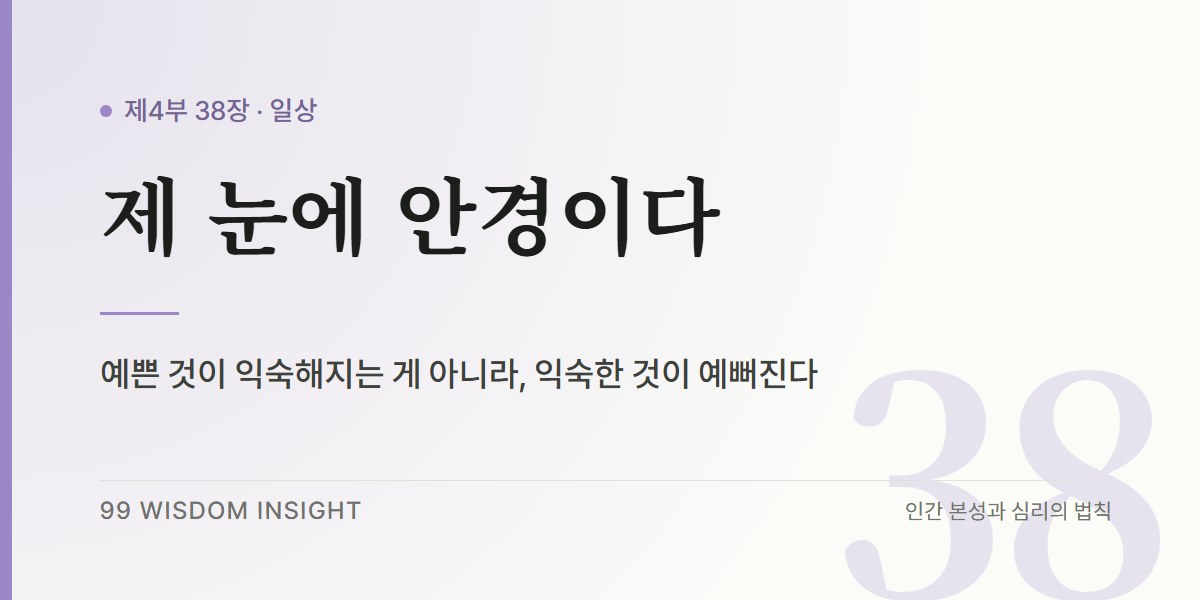 제4부 38장 · 일상
제 눈에 안경이다
예쁜 것이 익숙해지는 게 아니라, 익숙한 것이 예뻐진다
38
99 WISDOM INSIGHT
인간 본성과 심리의 법칙